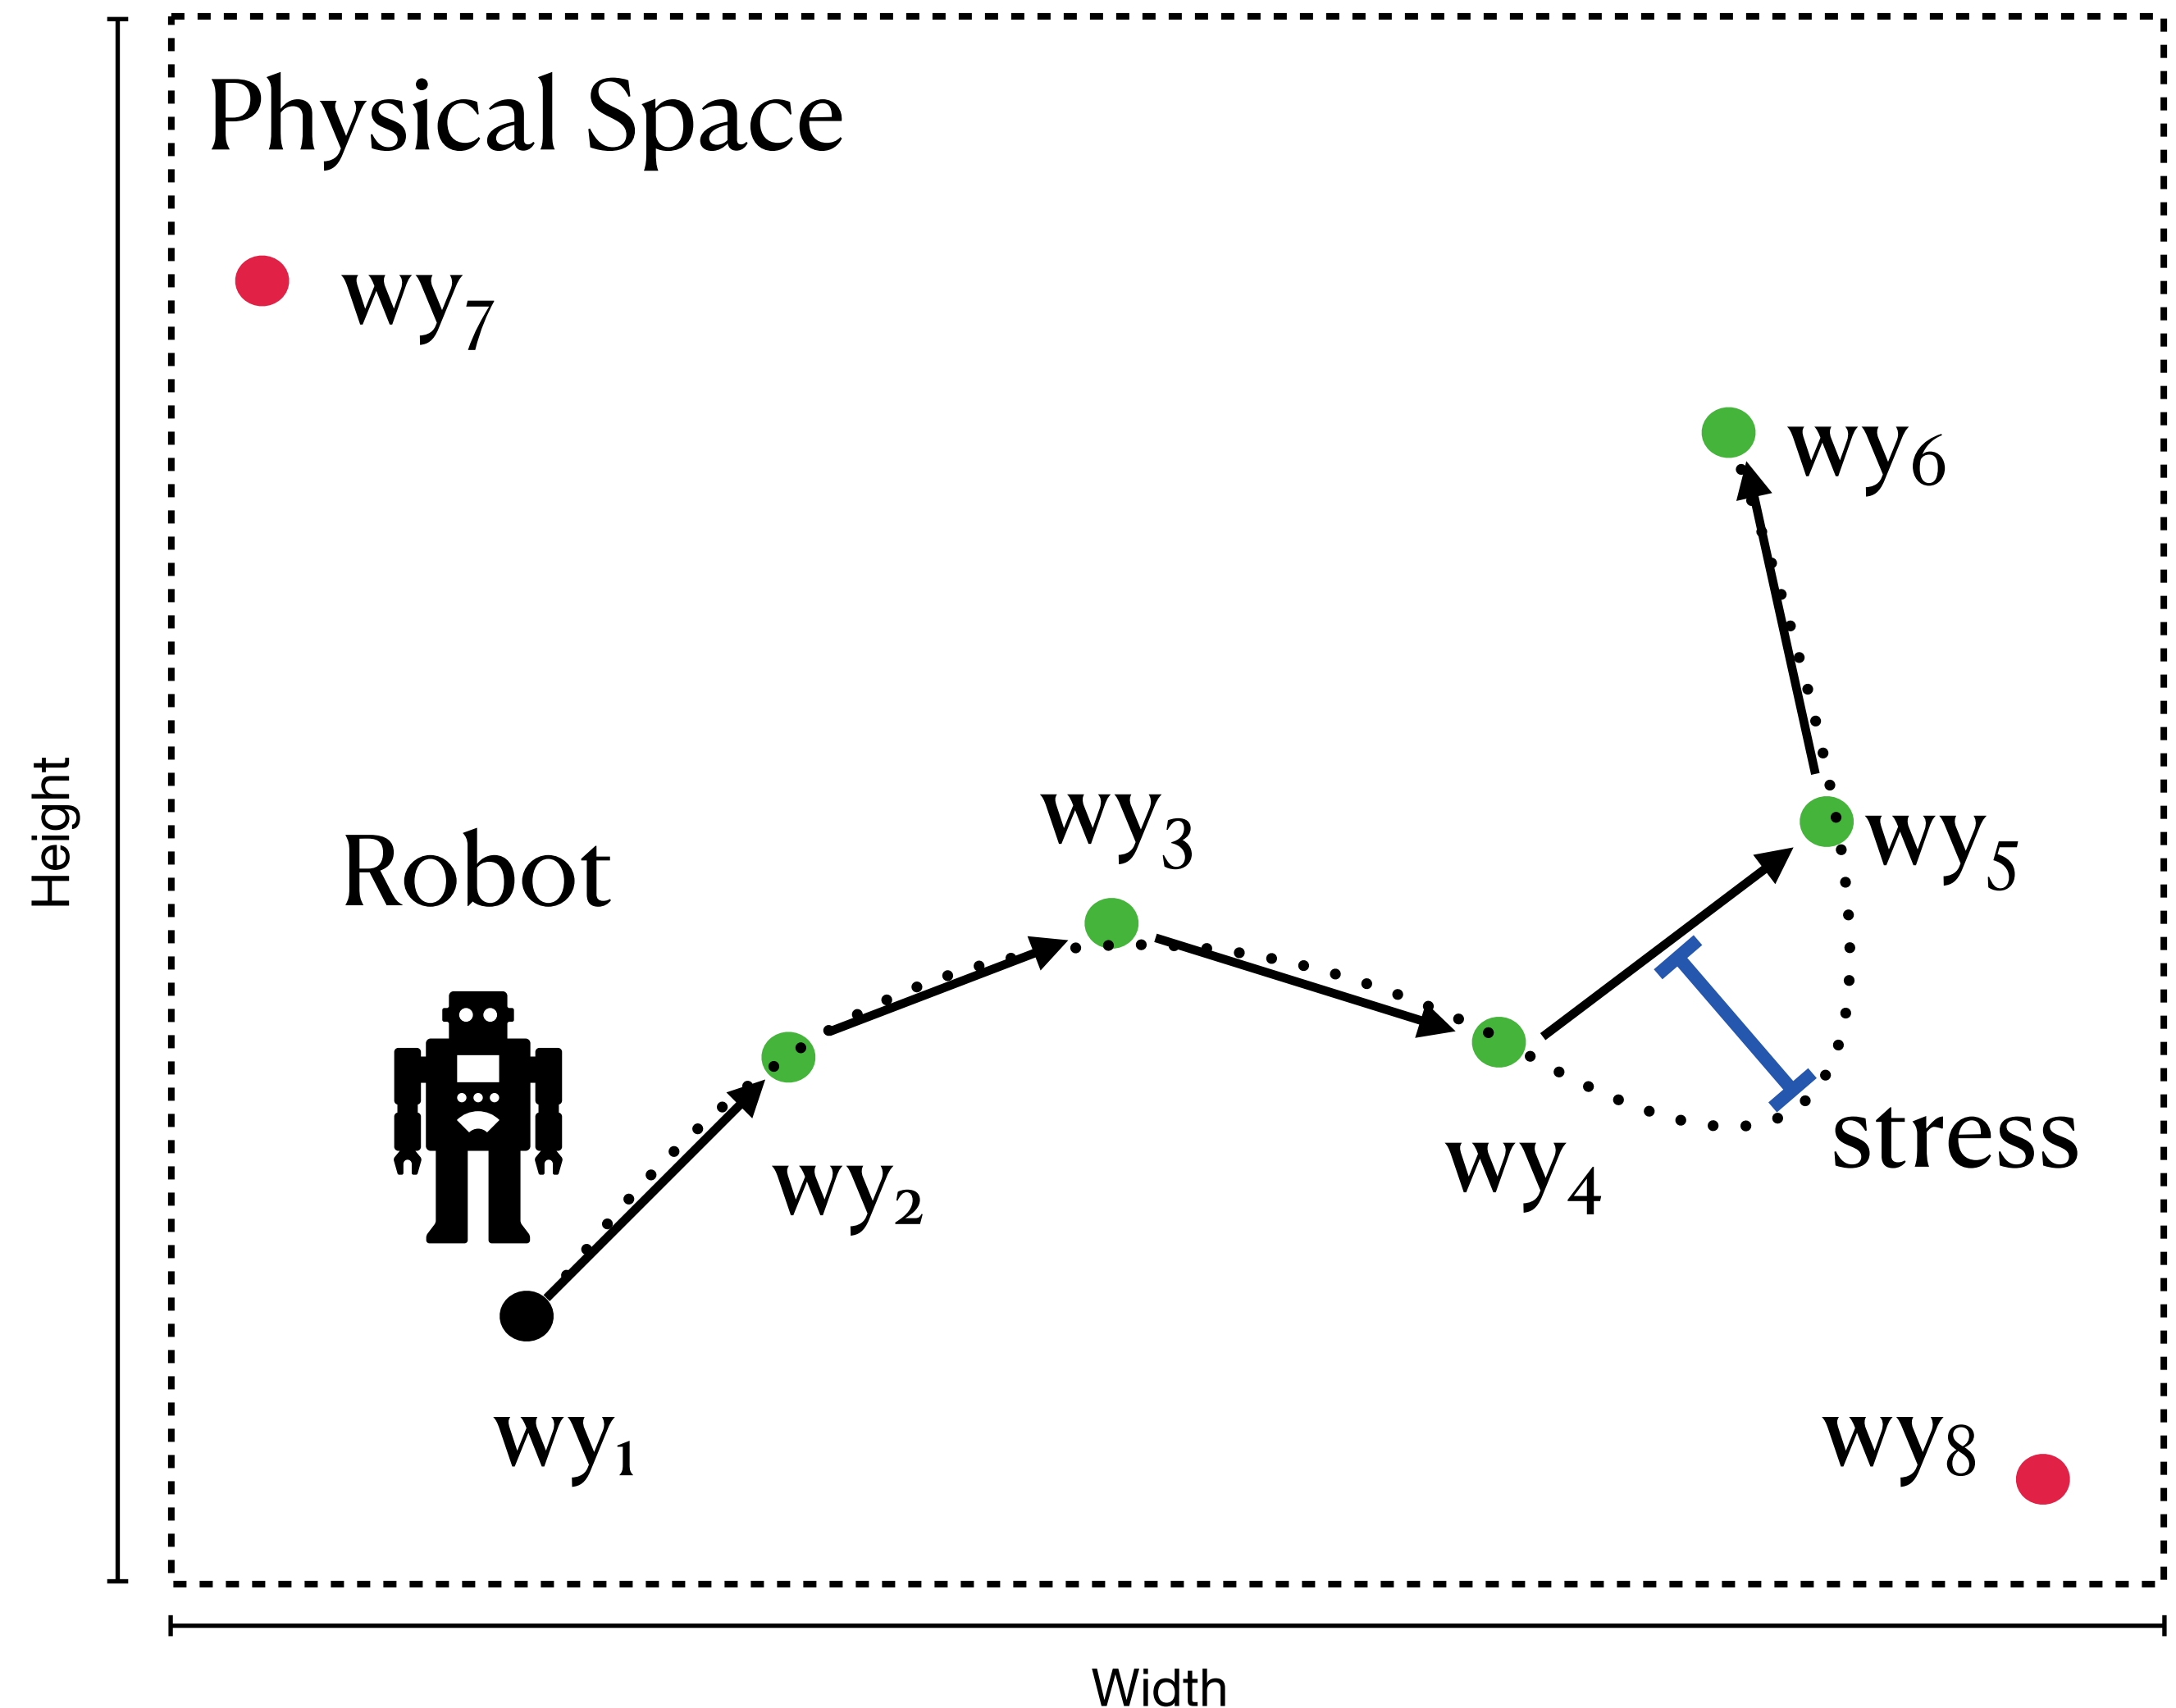 Physical Space
wy7
wy6
Height
wy3
wy5
Robot
wy2
wy4
stress
wy1
wy8
Width